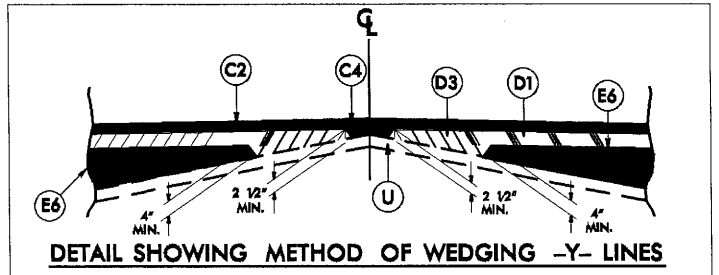 CL
C2
C4
D3
D1
E6
E6
U
4"
MIN.
2 1/2"
MIN.
2 1/2"
MIN.
4"
MIN.
DETAIL SHOWING METHOD OF WEDGING -Y- LINES